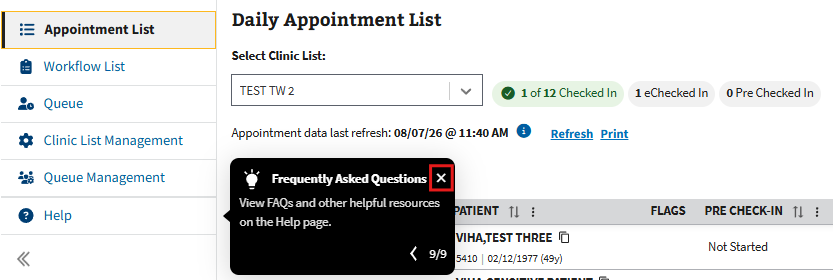 Appointment List
Workflow List
Queue
Clinic List Management
Queue Management
Help
Daily Appointment List
Select Clinic List:
TEST TW 2
1 of 12 Checked In
1 eChecked In
0 Pre Checked In
Appointment data last refresh: 08/07/26 @ 11:40 AM
Refresh Print
Frequently Asked Questions
View FAQs and other helpful resources
on the Help page.
9/9
PATIENT FLAGS PRE CHECK-IN
VIHA,TEST THREE
5410 | 02/12/1977 (49y)
Not Started
VIHA,SENSITIVE PATIENT